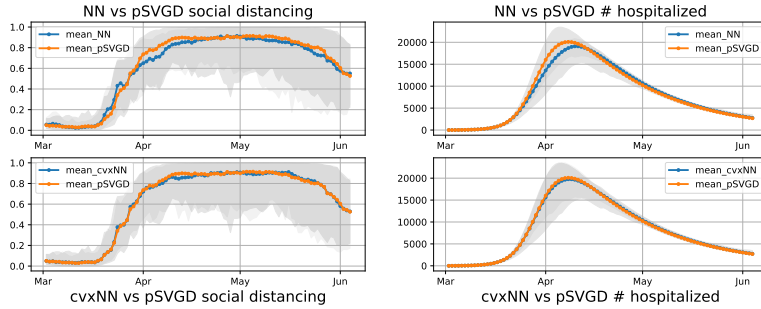 NN vs pSVGD social distancing
1.0
0.8
0.6
0.4
0.2
0.0
mean_NN
mean_pSVGD
Mar
Apr
May
Jun
NN vs pSVGD # hospitalized
20000
15000
10000
5000
0
mean_NN
mean_pSVGD
Mar
Apr
May
Jun
1.0
0.8
0.6
0.4
0.2
0.0
mean_cvxNN
mean_pSVGD
Mar
Apr
May
Jun
cvxNN vs pSVGD social distancing
20000
15000
10000
5000
0
mean_cvxNN
mean_pSVGD
Mar
Apr
May
Jun
cvxNN vs pSVGD # hospitalized